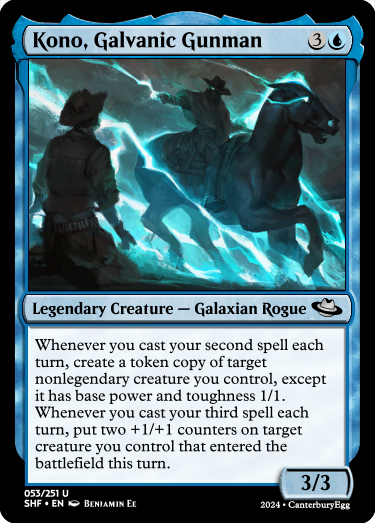 Kono, Galvanic Gunman 3
Legendary Creature — Galaxian Rogue
Whenever you cast your second spell each
turn, create a token copy of target
nonlegendary creature you control, except
it has base power and toughness 1/1.
Whenever you cast your third spell each
turn, put two +1/+1 counters on target
creature you control that entered the
battlefield this turn.
3/3
053/251 U
SHF • EN Benjamin Ee
2024 • CanterburyEgg